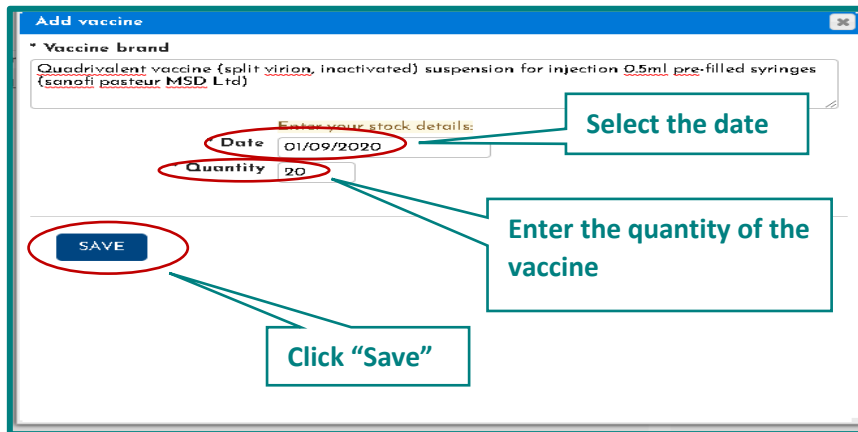 Add vaccine
* Vaccine brand
Quadrivalent vaccine (split virion, inactivated) suspension for injection 0.5ml pre-filled syringes
(sanofi pasteur MSD Ltd)
Enter your stock details:
* Date 01/09/2020
Select the date
* Quantity 20
Enter the quantity of the
vaccine
SAVE
Click “Save”